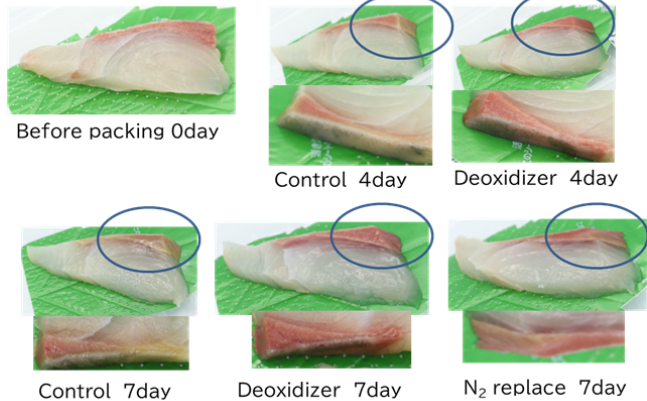 Before packing 0day
Control 4day
Deoxidizer 4day
Control 7day
Deoxidizer 7day
N₂ replace 7day